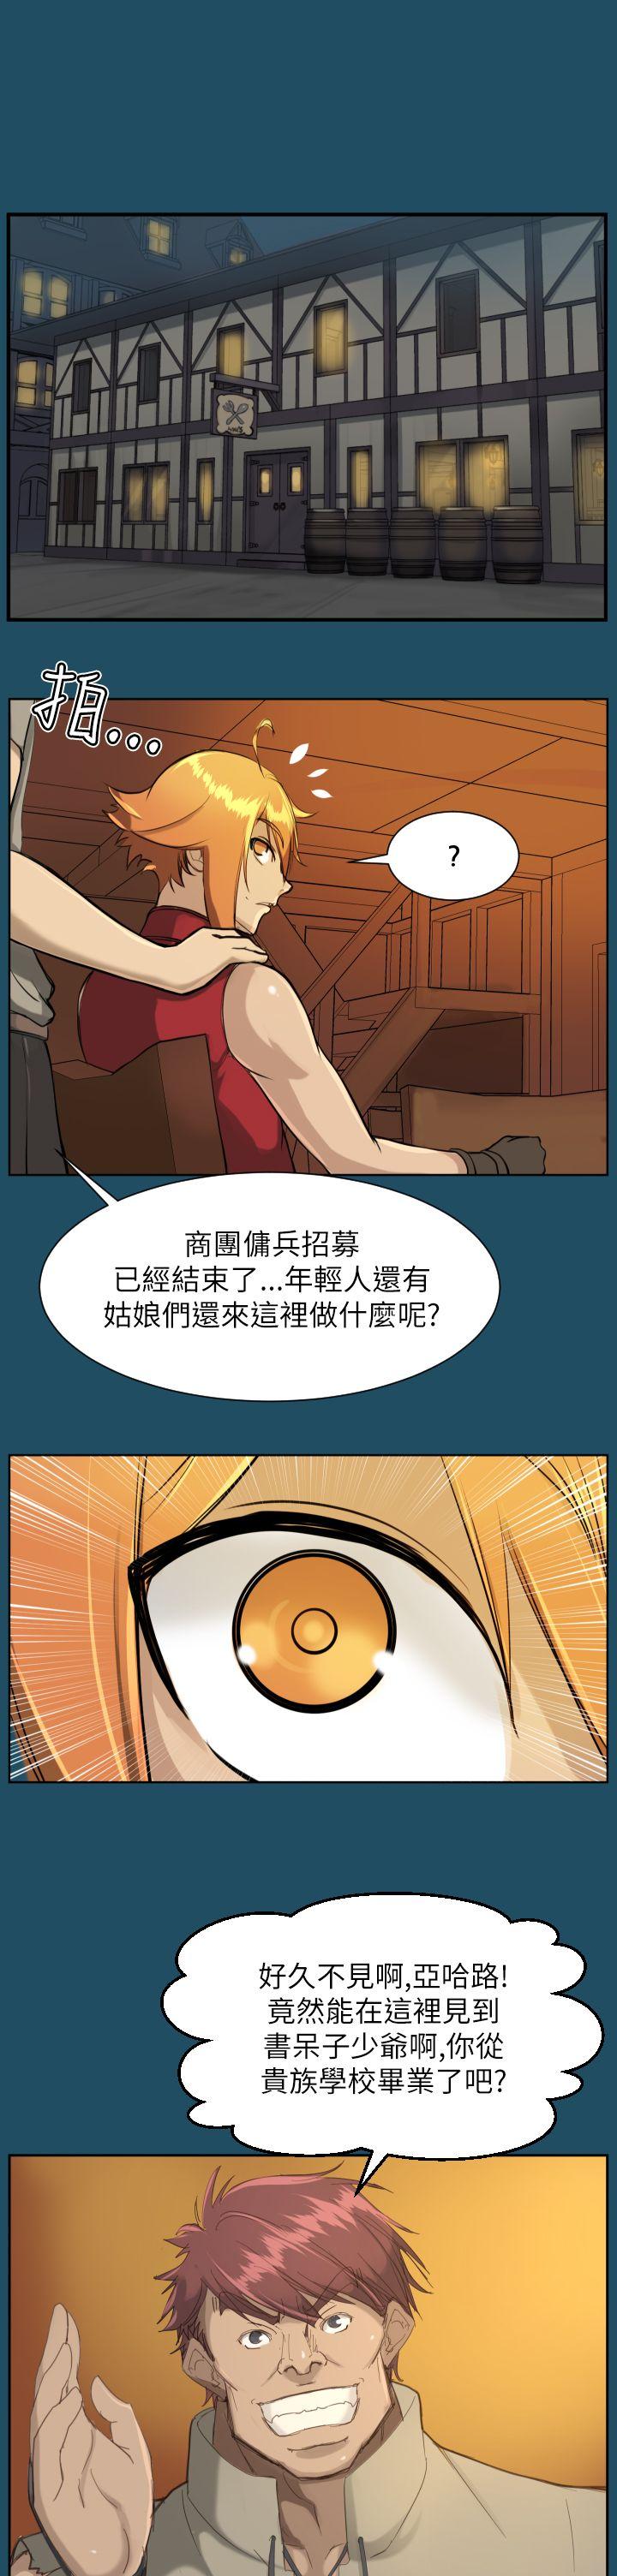 拍...
?
商團傭兵招募
已經結束了...年輕人還有
姑娘們還來這裡做什麼呢?
好久不見啊,亞哈路!
竟然能在這裡見到
書呆子少爺啊,你從
貴族學校畢業了吧?